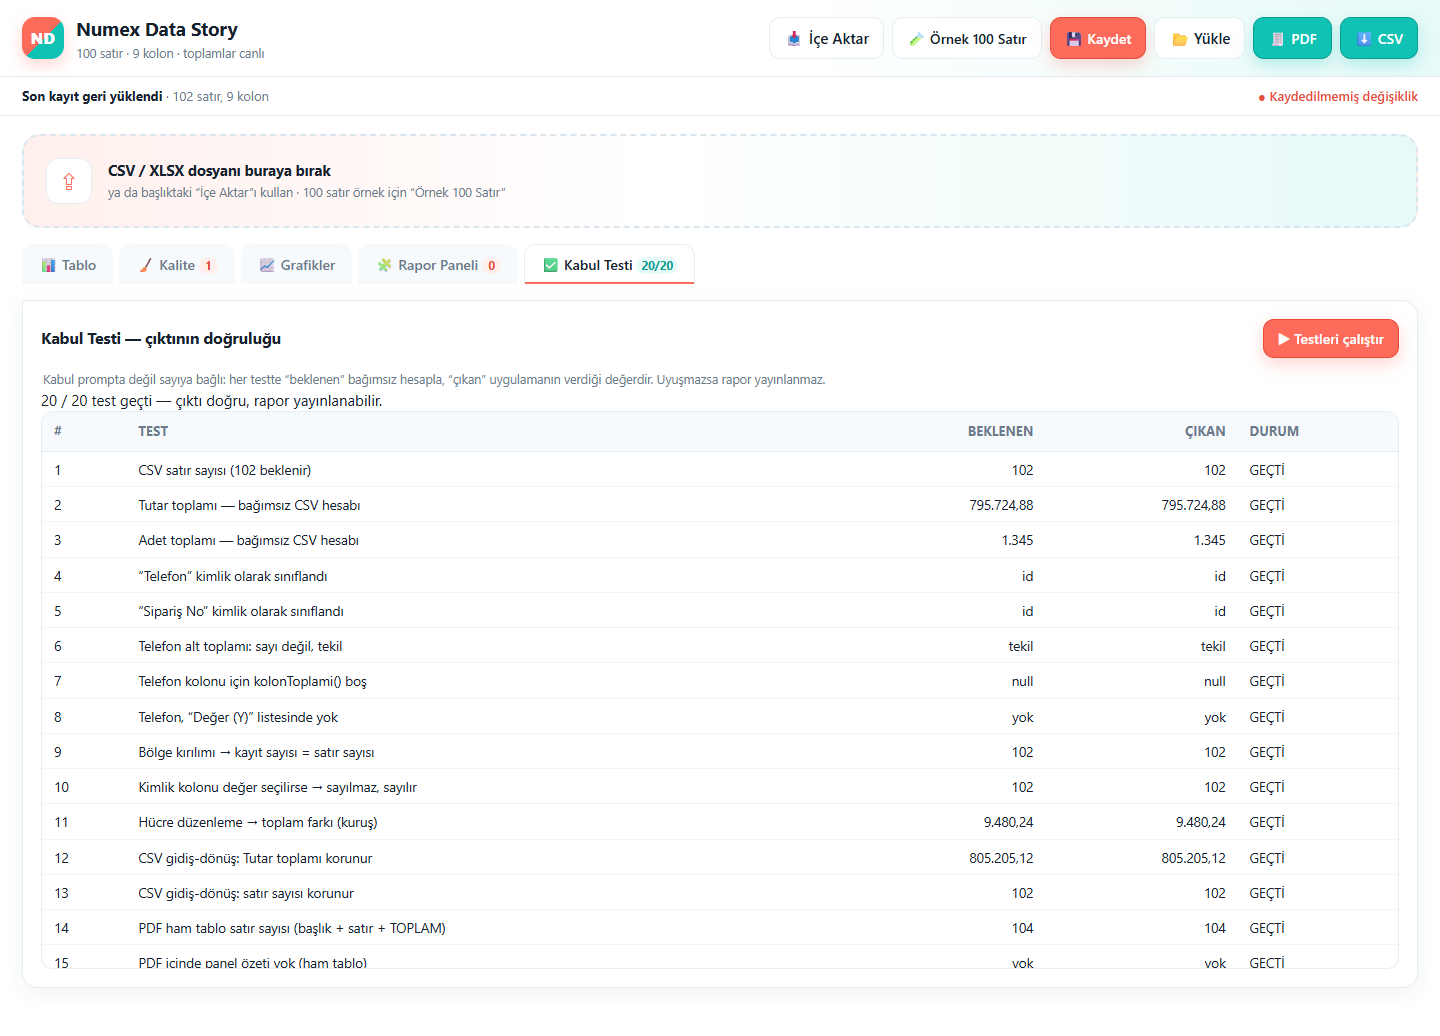 ND
Numex Data Story
100 satır · 9 kolon · toplamlar canlı
İçe Aktar
Örnek 100 Satır
Kaydet
Yükle
PDF
CSV
Son kayıt geri yüklendi · 102 satır, 9 kolon
● Kaydedilmemiş değişiklik
CSV / XLSX dosyanı buraya bırak
ya da başlıktaki “İçe Aktar”ı kullan · 100 satır örnek için “Örnek 100 Satır”
Tablo
Kalite 1
Grafikler
Rapor Paneli 0
Kabul Testi 20/20
Kabul Testi — çıktının doğruluğu
▶ Testleri çalıştır
Kabul prompta değil sayıya bağlı: her testte “beklenen” bağımsız hesapla, “çıkan” uygulamanın verdiği değerdir. Uyuşmazsa rapor yayınlanmaz.
20 / 20 test geçti — çıktı doğru, rapor yayınlanabilir.
# TEST BEKLENEN ÇIKAN DURUM
1 CSV satır sayısı (102 beklenir) 102 102 GEÇTİ
2 Tutar toplamı — bağımsız CSV hesabı 795.724,88 795.724,88 GEÇTİ
3 Adet toplamı — bağımsız CSV hesabı 1.345 1.345 GEÇTİ
4 “Telefon” kimlik olarak sınıflandı id id GEÇTİ
5 “Sipariş No” kimlik olarak sınıflandı id id GEÇTİ
6 Telefon alt toplamı: sayı değil, tekil tekil tekil GEÇTİ
7 Telefon kolonu için kolonToplami() boş null null GEÇTİ
8 Telefon, “Değer (Y)” listesinde yok yok yok GEÇTİ
9 Bölge kırılımı → kayıt sayısı = satır sayısı 102 102 GEÇTİ
10 Kimlik kolonu değer seçilirse → sayılmaz, sayılır 102 102 GEÇTİ
11 Hücre düzenleme → toplam farkı (kuruş) 9.480,24 9.480,24 GEÇTİ
12 CSV gidiş-dönüş: Tutar toplamı korunur 805.205,12 805.205,12 GEÇTİ
13 CSV gidiş-dönüş: satır sayısı korunur 102 102 GEÇTİ
14 PDF ham tablo satır sayısı (başlık + satır + TOPLAM) 104 104 GEÇTİ
15 PDF içinde panel özeti yok (ham tablo) yok yok GEÇTİ